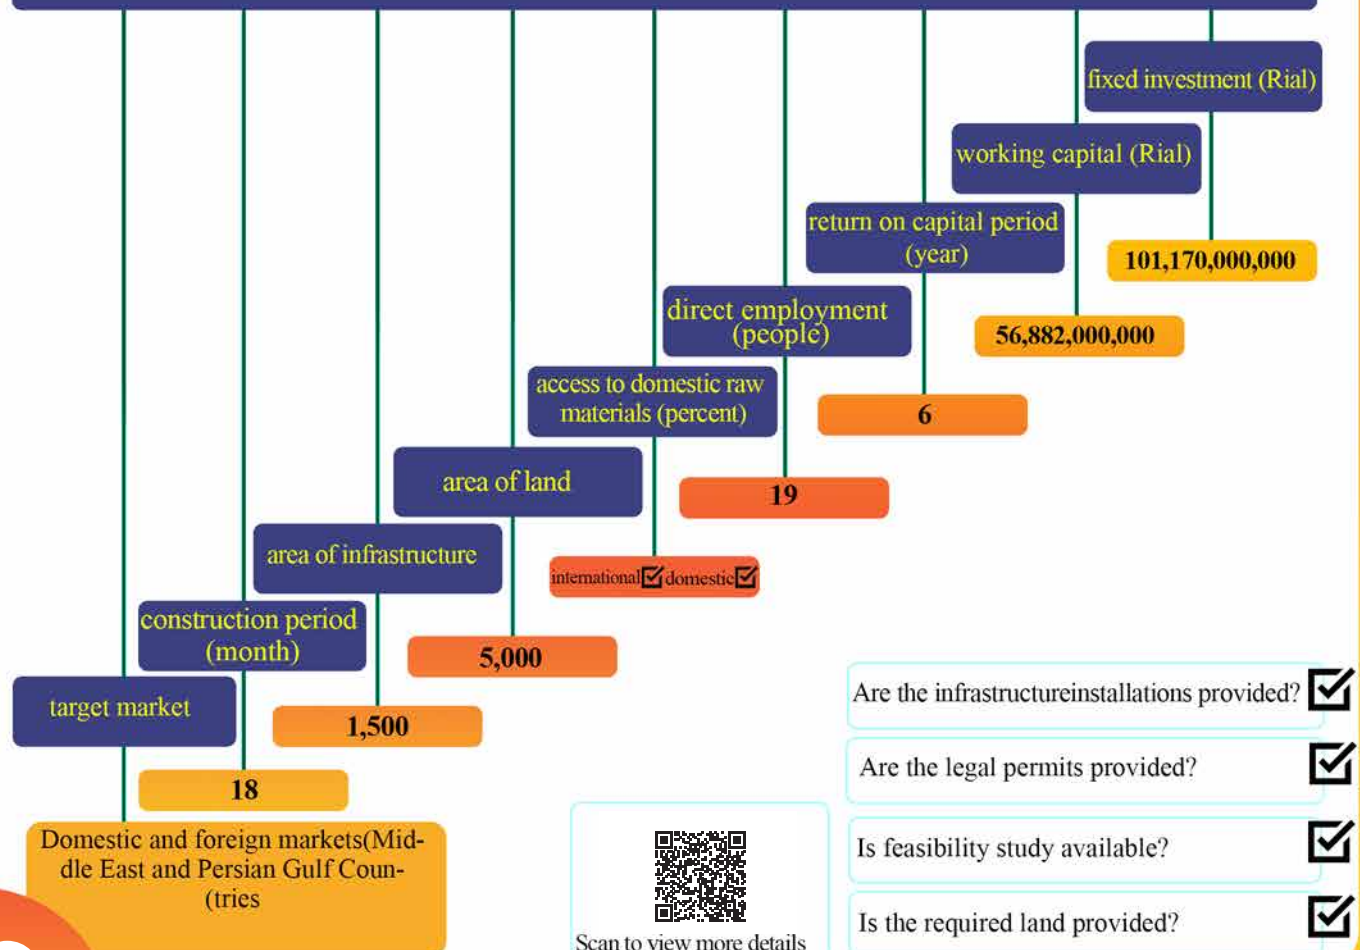 fixed investment (Rial)
101,170,000,000
working capital (Rial)
56,882,000,000
return on capital period
(year)
6
direct employment
(people)
19
access to domestic raw
materials (percent)
international domestic
area of land
5,000
area of infrastructure
1,500
construction period
(month)
18
target market
Domestic and foreign markets(Mid-
dle East and Persian Gulf Coun-
(tries
Scan to view more details
Are the infrastructureinstallations provided?
Are the legal permits provided?
Is feasibility study available?
Is the required land provided?